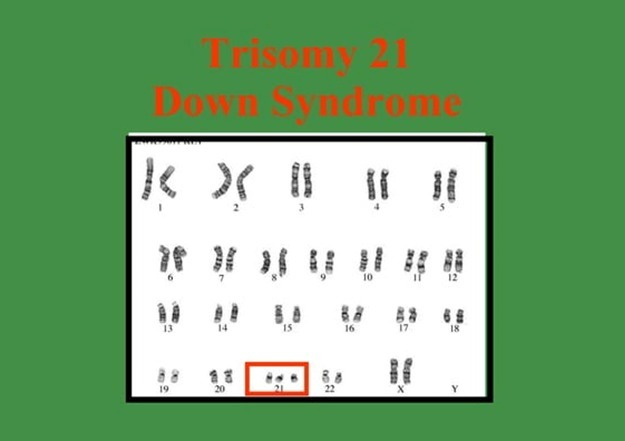 Trisomy 21
Down Syndrome
1 2 3 4 5
6 7 8 9 10 11 12
13 14 15 16 17 18
19 20 21 22 X Y